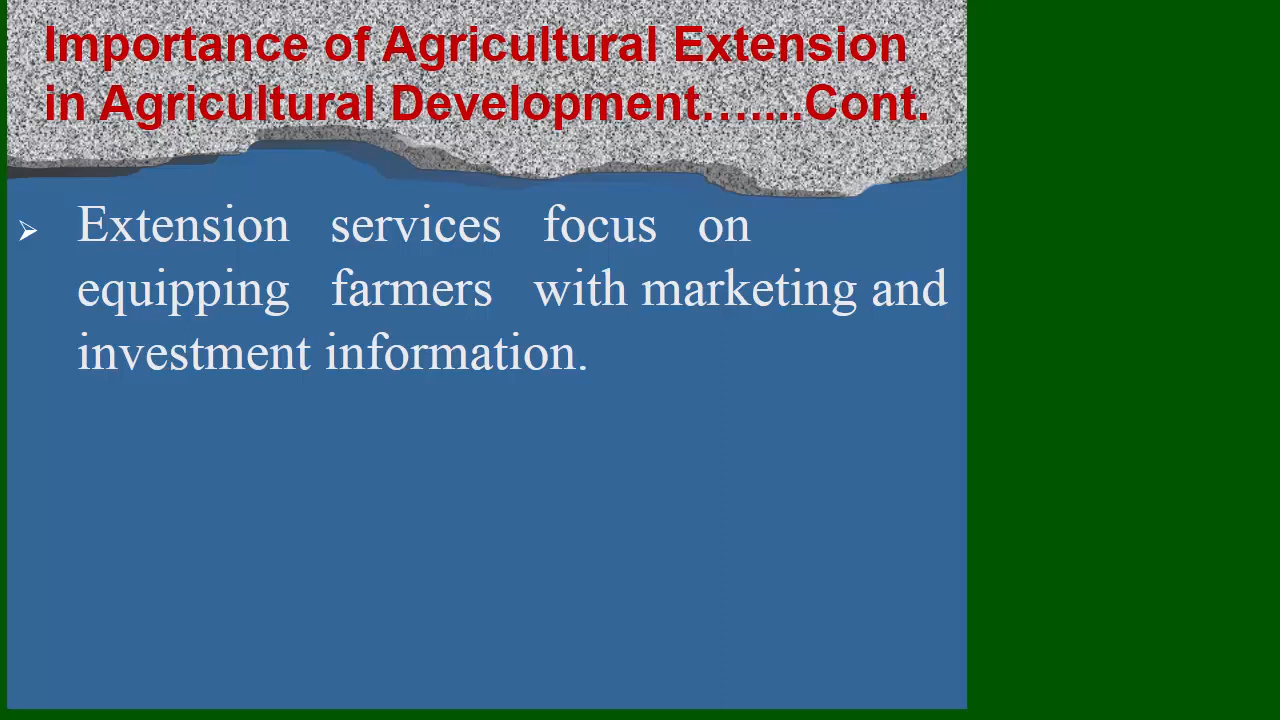 Importance of Agricultural Extension
in Agricultural Development…....Cont.
➢ Extension services focus on
equipping farmers with marketing and
investment information.